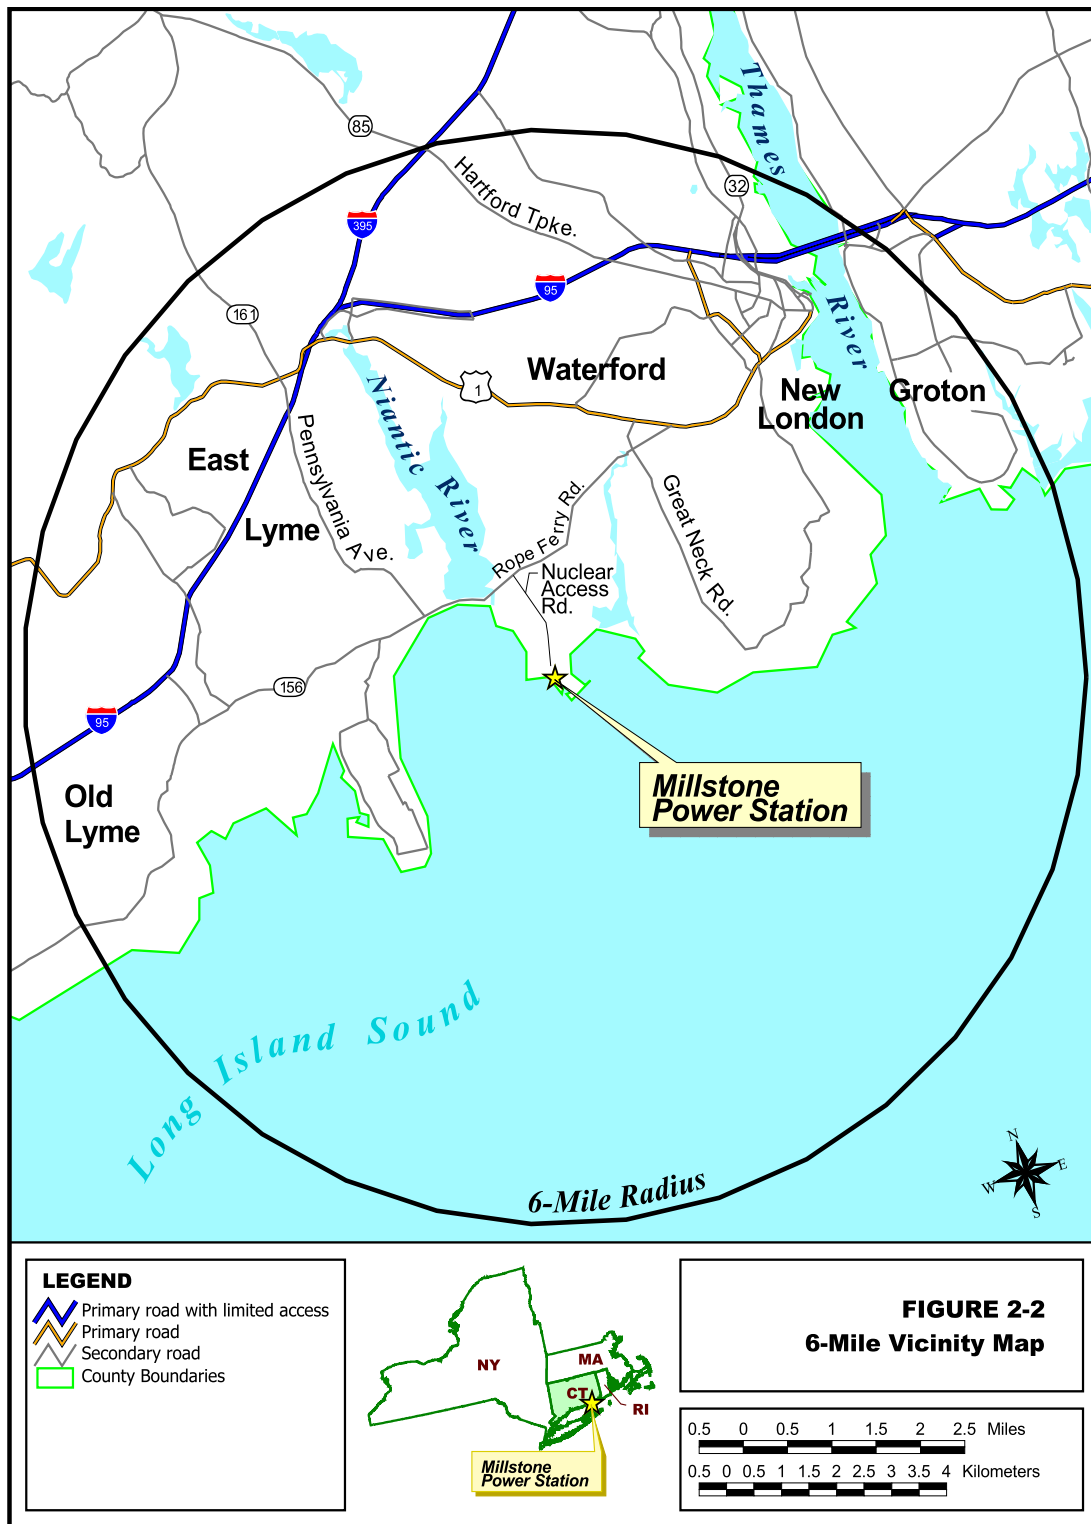 Thames
85
32
Hartford Tpke.
395
95
161
River
Waterford
1
New
London
Groton
Niantic River
East
Lyme
Pennsylvania Ave.
Great Neck Rd.
Rope Ferry Rd.
Nuclear
Access
Rd.
156
95
Millstone
Power Station
Old
Lyme
Long Island Sound
6-Mile Radius
N
E
W
S
LEGEND
Primary road with limited access
Primary road
Secondary road
County Boundaries
NY
MA
CT
RI
Millstone
Power Station
FIGURE 2-2
6-Mile Vicinity Map
0.5 0 0.5 1 1.5 2 2.5 Miles
0.5 0 0.5 1 1.5 2 2.5 3 3.5 4 Kilometers